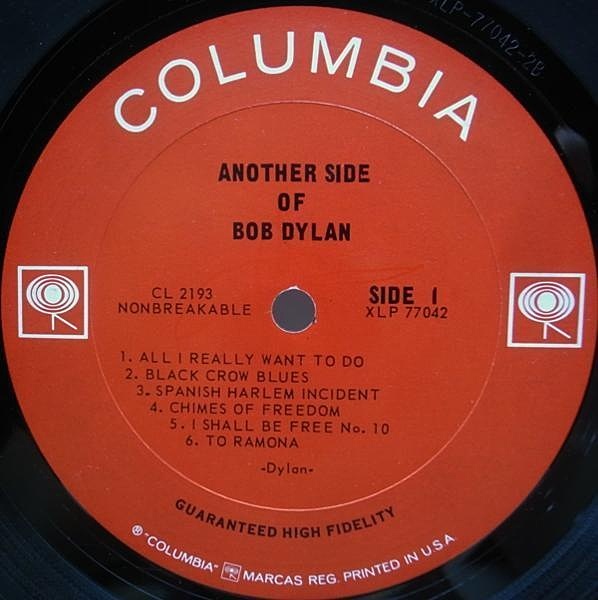 XLP-77042-2B
COLUMBIA
ANOTHER SIDE
OF
BOB DYLAN
CL 2193
NONBREAKABLE
SIDE 1
XLP 77042
1. ALL I REALLY WANT TO DO
2. BLACK CROW BLUES
3. SPANISH HARLEM INCIDENT
4. CHIMES OF FREEDOM
5. I SHALL BE FREE No. 10
6. TO RAMONA
-Dylan-
GUARANTEED HIGH FIDELITY
® "COLUMBIA" MARCAS REG. PRINTED IN U.S.A.